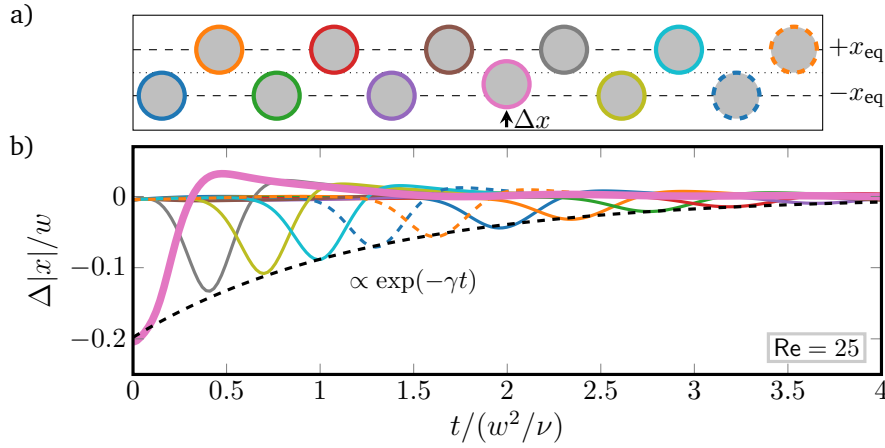 a)
+x_eq
−x_eq
Δx
b)
0
−0.1
−0.2
Δ|x|/w
∝ exp(−γt)
Re = 25
0 0.5 1 1.5 2 2.5 3 3.5 4
t/(w²/ν)